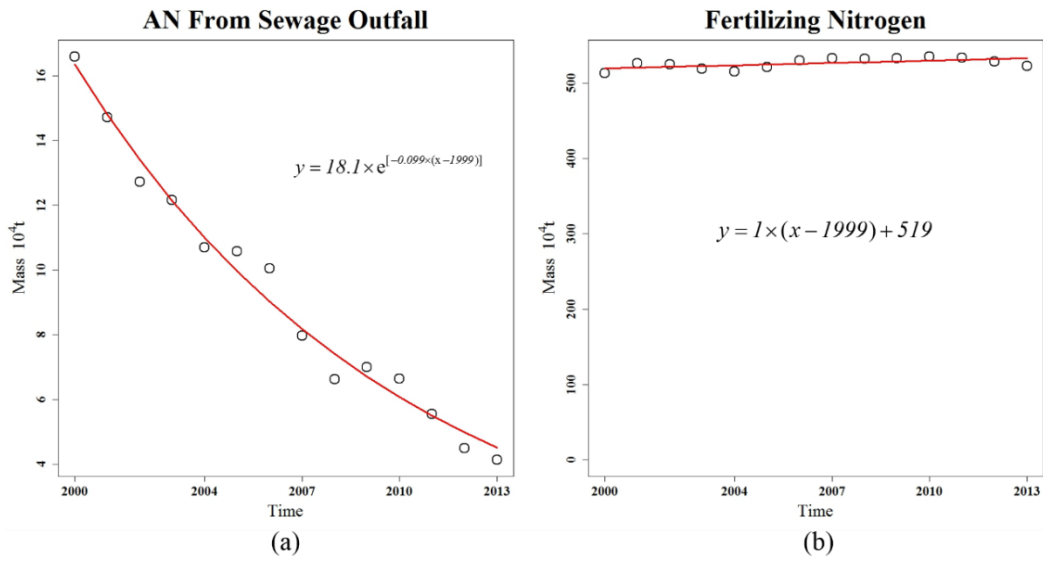 AN From Sewage Outfall
Mass 10⁴t
16
14
12
10
8
6
4
y = 18.1 × e^[−0.099×(x−1999)]
2000
2004
2007
2010
2013
Time
(a)
Fertilizing Nitrogen
Mass 10⁴t
500
400
300
200
100
0
y = 1 × (x − 1999) + 519
2000
2004
2007
2010
2013
Time
(b)